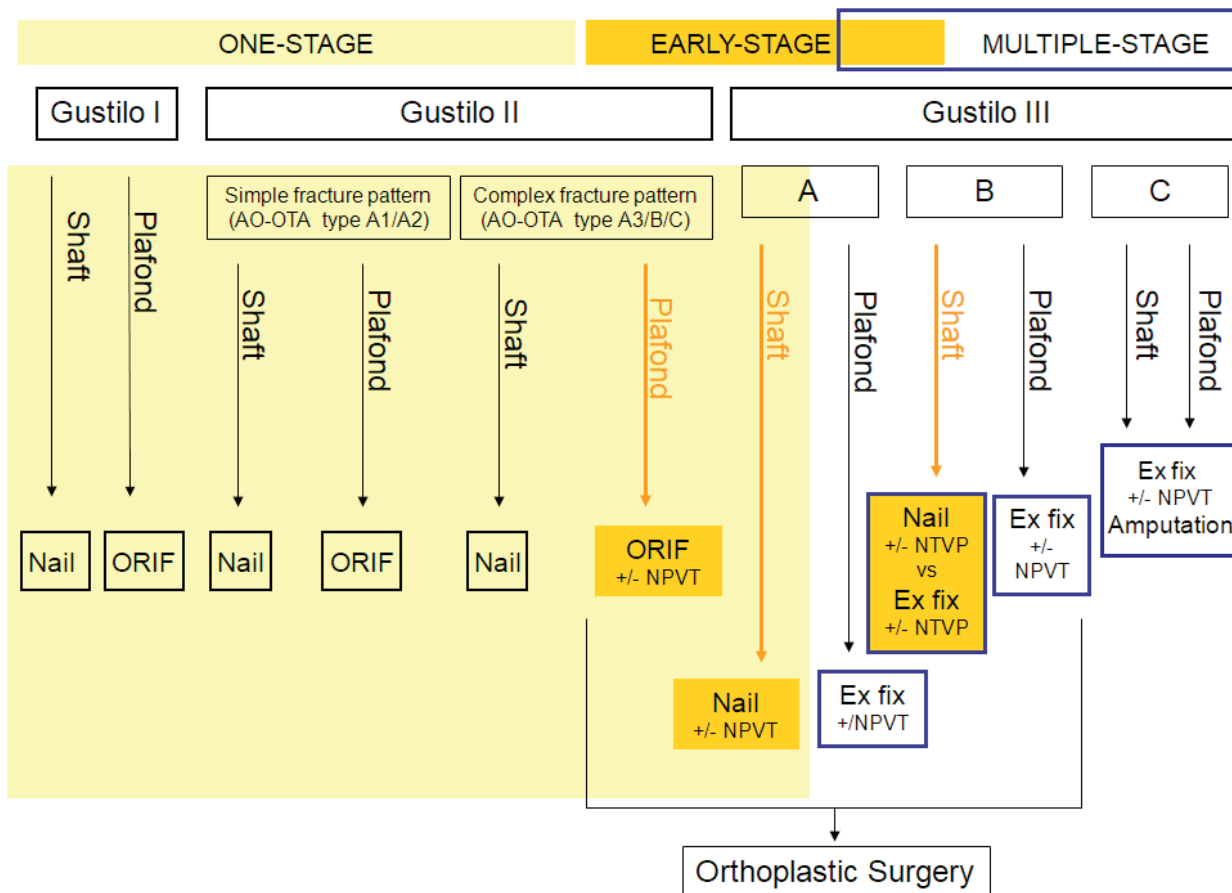 ONE-STAGE
EARLY-STAGE
MULTIPLE-STAGE
Gustilo I
Gustilo II
Gustilo III
Simple fracture pattern
(AO-OTA type A1/A2)
Complex fracture pattern
(AO-OTA type A3/B/C)
A
B
C
Shaft
Plafond
Shaft
Plafond
Shaft
Plafond
Shaft
Plafond
Shaft
Plafond
Shaft
Plafond
Nail
ORIF
Nail
ORIF
Nail
ORIF
+/- NPVT
Nail
+/- NPVT
Ex fix
+/NPVT
Nail
+/- NTVP
vs
Ex fix
+/- NTVP
Ex fix
+/-
NPVT
Ex fix
+/- NPVT
Amputation
Orthoplastic Surgery